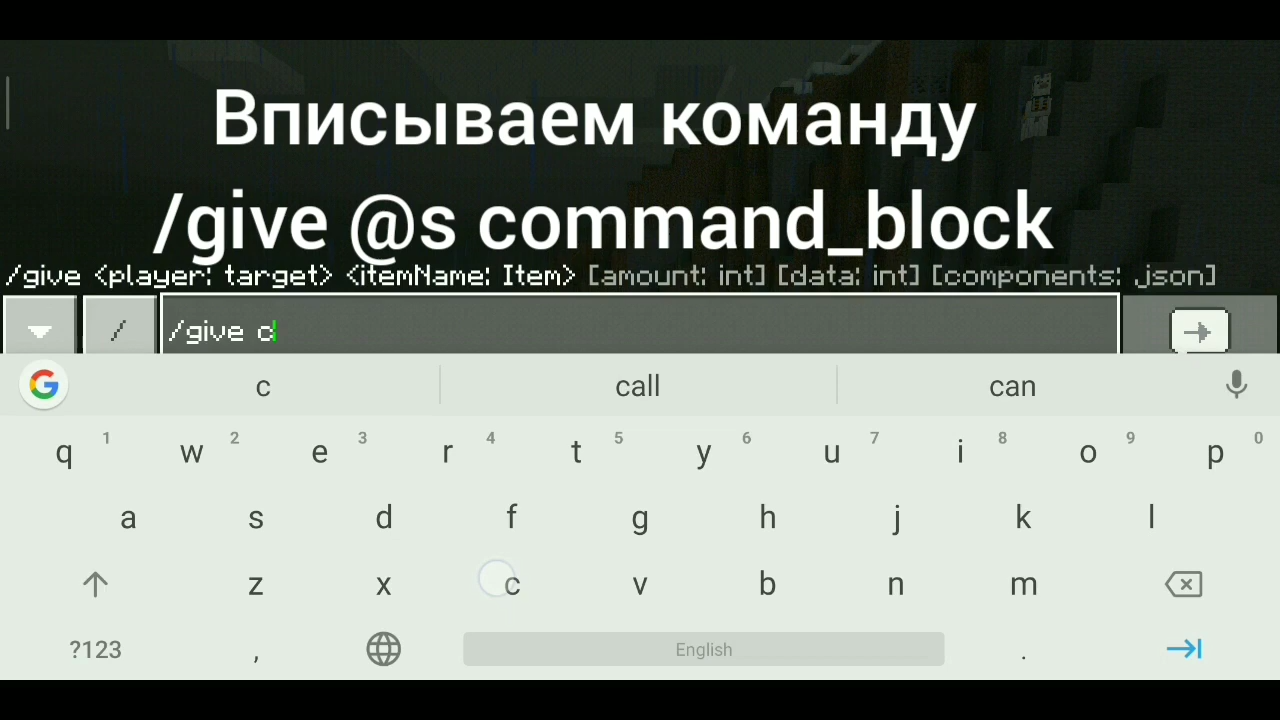 Вписываем команду
/give @s command_block
/give <player: target> <itemName: Item> [amount: int] [data: int] [components: json]
/ /give c
c call can
q 1 w 2 e 3 r 4 t 5 y 6 u 7 i 8 o 9 p 0
a s d f g h j k l
z x c v b n m
?123 , English .